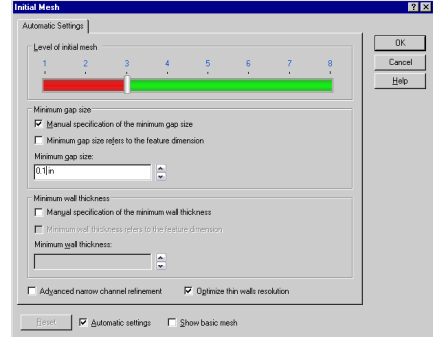 Initial Mesh
Automatic Settings
Level of initial mesh
1 2 3 4 5 6 7 8
OK
Cancel
Help
Minimum gap size
Manual specification of the minimum gap size
Minimum gap size refers to the feature dimension
Minimum gap size:
0.1 in
Minimum wall thickness
Manual specification of the minimum wall thickness
Minimum wall thickness refers to the feature dimension
Minimum wall thickness:
Advanced narrow channel refinement
Optimize thin walls resolution
Reset
Automatic settings
Show basic mesh